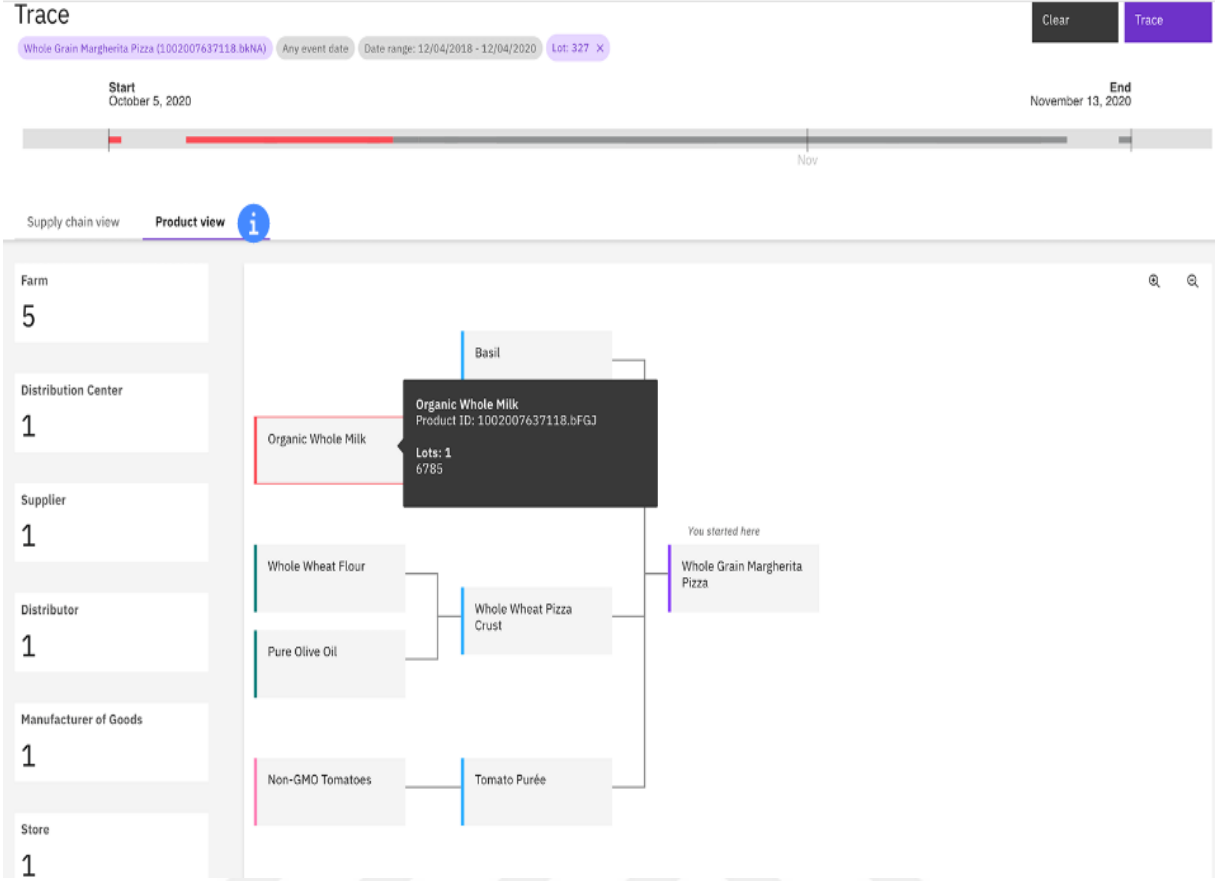 Trace
Clear
Trace
Whole Grain Margherita Pizza (1002007637118.bkNA)
Any event date
Date range: 12/04/2018 - 12/04/2020
Lot: 327 ×
Start
October 5, 2020
End
November 13, 2020
Nov
Supply chain view
Product view
i
Farm
5
Distribution Center
1
Supplier
1
Distributor
1
Manufacturer of Goods
1
Store
1
Basil
Organic Whole Milk
Organic Whole Milk
Product ID: 1002007637118.bFGJ
Lots: 1
6785
You started here
Whole Wheat Flour
Whole Grain Margherita
Pizza
Whole Wheat Pizza
Crust
Pure Olive Oil
Non-GMO Tomatoes
Tomato Purée